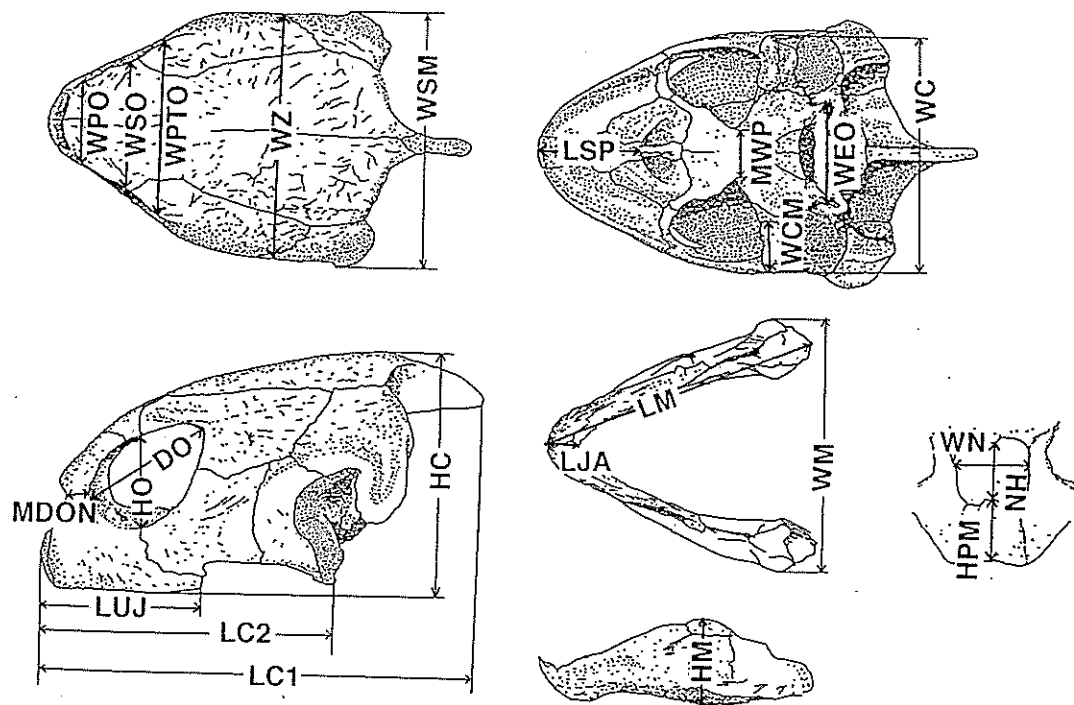 WPO
WSO
WPTO
WZ
WSM
LSP
MWP
WEO
WCM
WC
MDON
HO
DO
HC
LUJ
LC2
LC1
LM
LJA
WM
HM
WN
NH
HPM